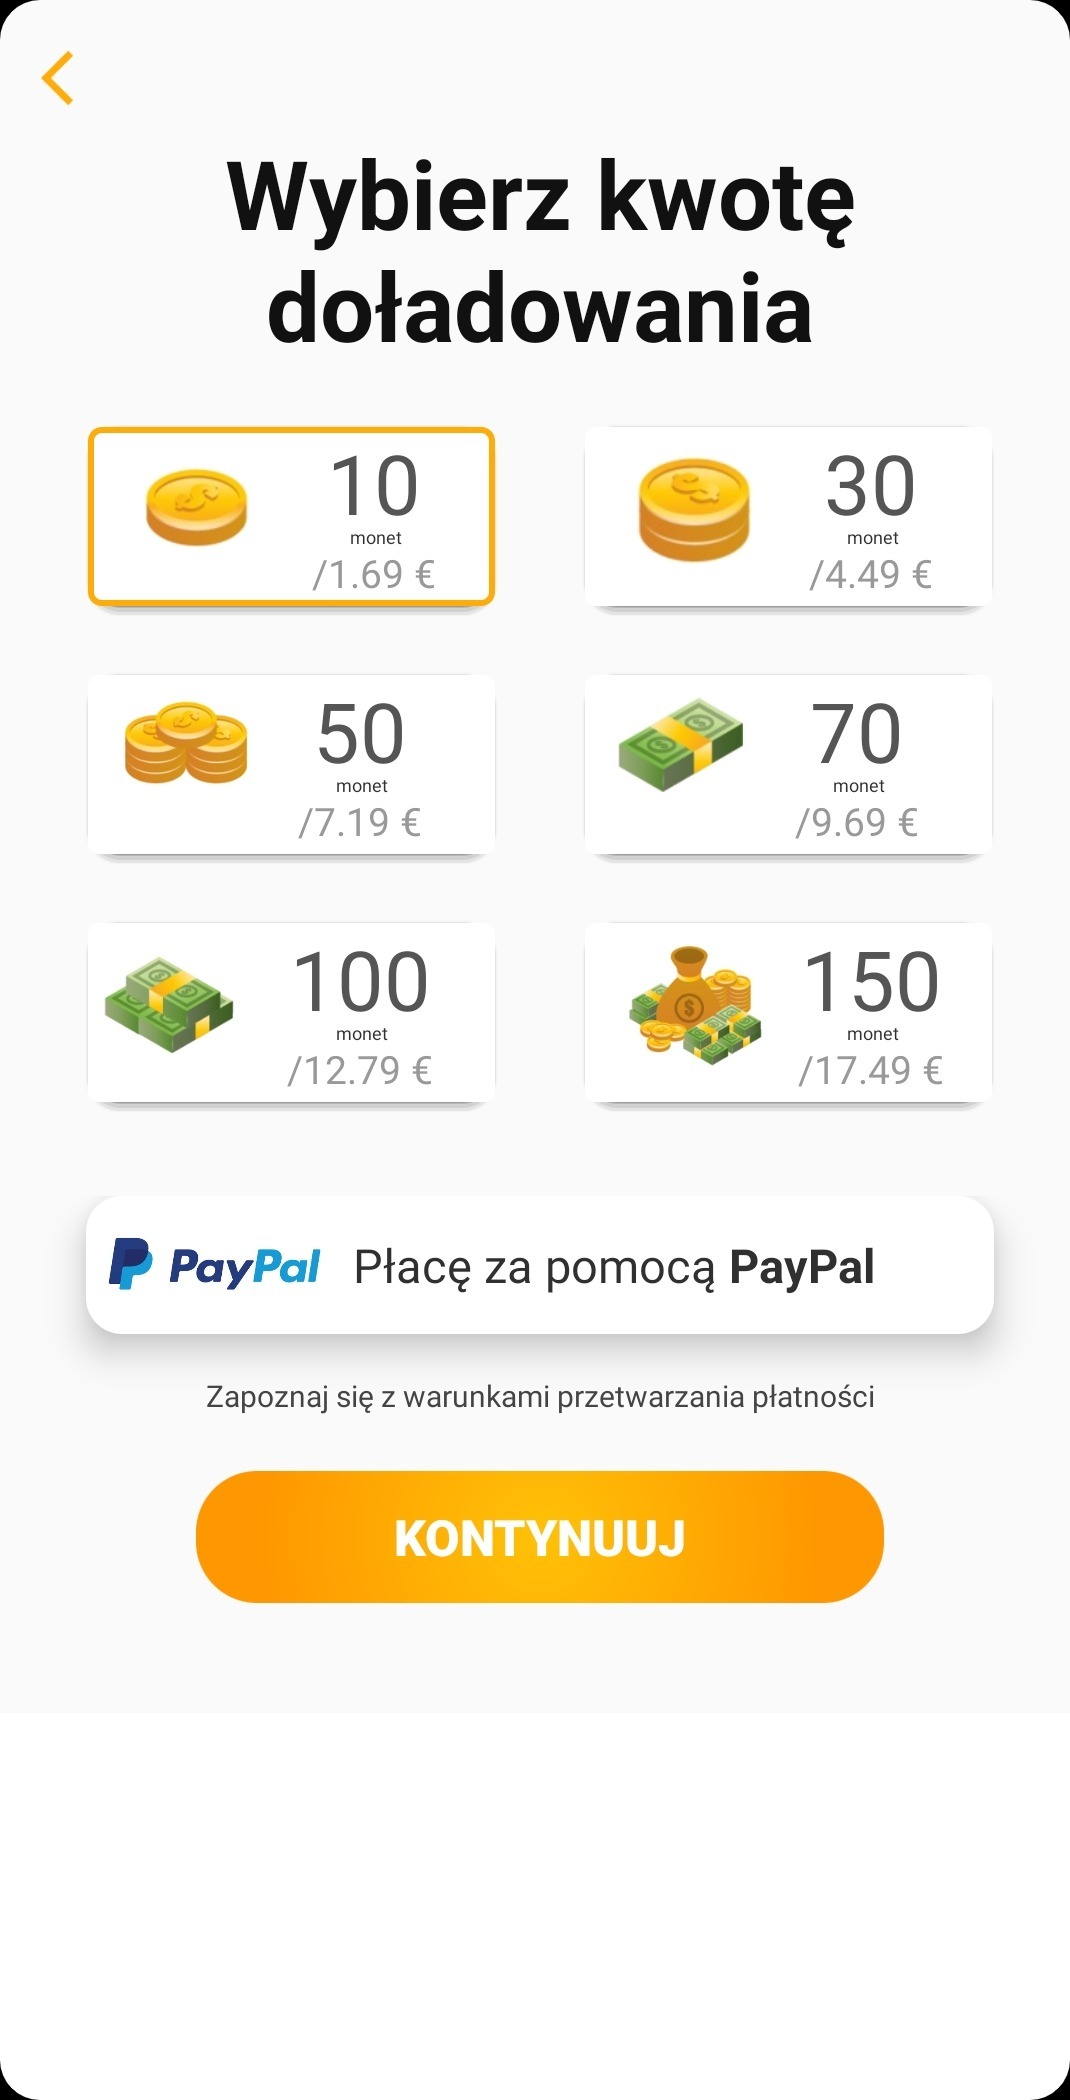 Wybierz kwotę
doładowania
10
monet
/1.69 €
30
monet
/4.49 €
50
monet
/7.19 €
70
monet
/9.69 €
100
monet
/12.79 €
150
monet
/17.49 €
PayPal Płacę za pomocą PayPal
Zapoznaj się z warunkami przetwarzania płatności
KONTYNUUJ